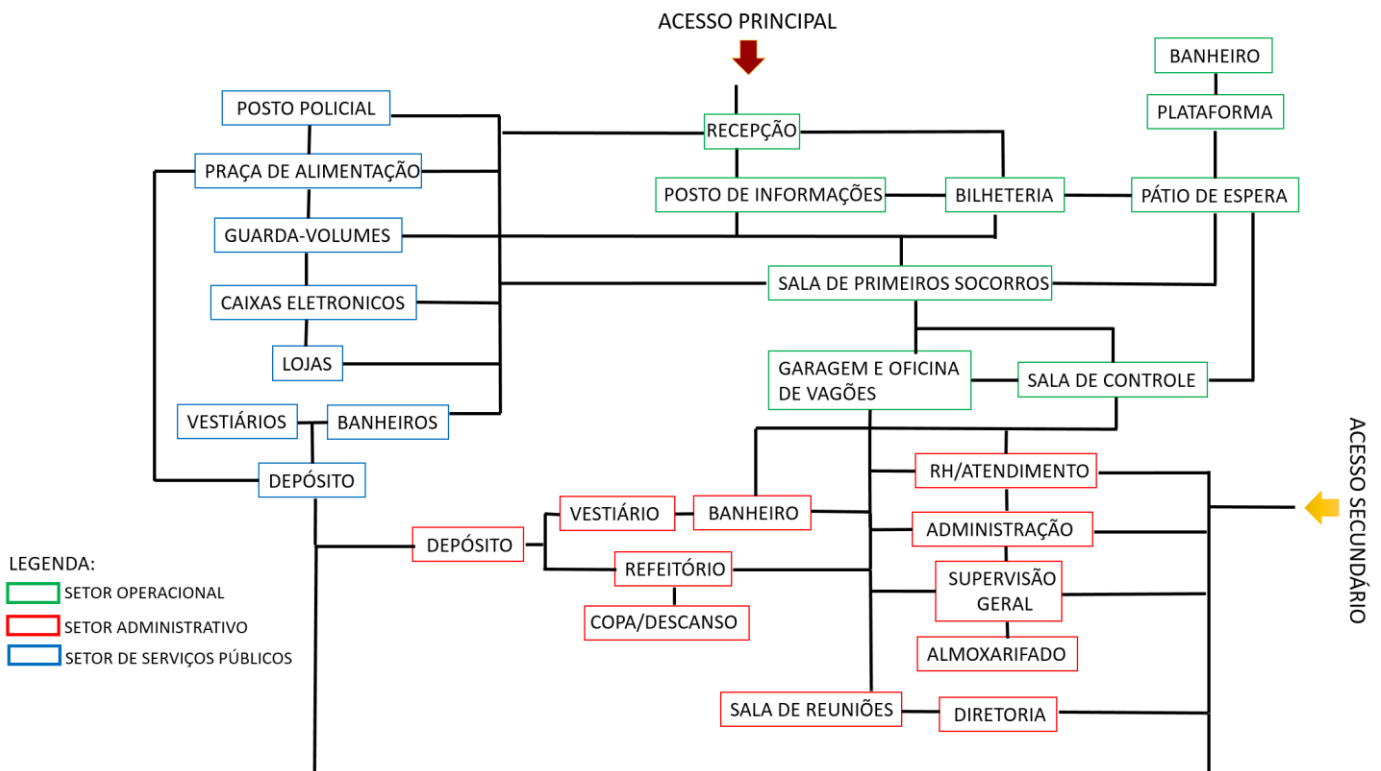 ACESSO PRINCIPAL
BANHEIRO
POSTO POLICIAL
PLATAFORMA
RECEPÇÃO
PRAÇA DE ALIMENTAÇÃO
POSTO DE INFORMAÇÕES
BILHETERIA
PÁTIO DE ESPERA
GUARDA-VOLUMES
SALA DE PRIMEIROS SOCORROS
CAIXAS ELETRONICOS
LOJAS
GARAGEM E OFICINA
DE VAGÕES
SALA DE CONTROLE
VESTIÁRIOS
BANHEIROS
ACESSO SECUNDÁRIO
RH/ATENDIMENTO
DEPÓSITO
VESTIÁRIO
BANHEIRO
ADMINISTRAÇÃO
DEPÓSITO
REFEITÓRIO
SUPERVISÃO
GERAL
COPA/DESCANSO
ALMOXARIFADO
SALA DE REUNIÕES
DIRETORIA
LEGENDA:
SETOR OPERACIONAL
SETOR ADMINISTRATIVO
SETOR DE SERVIÇOS PÚBLICOS